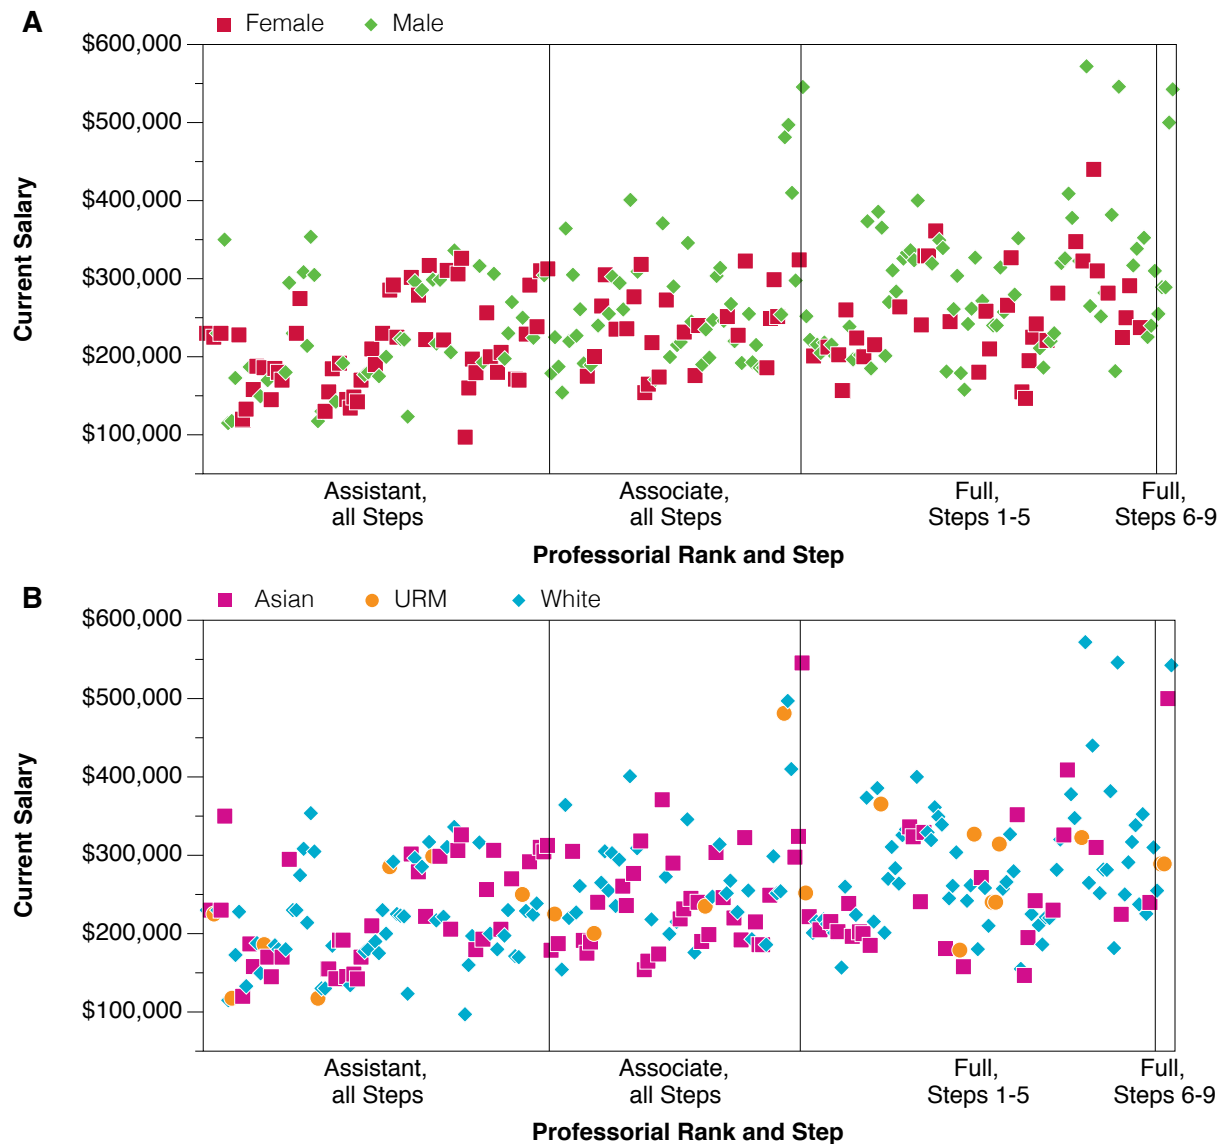 A
Female Male
$600,000
$500,000
$400,000
$300,000
$200,000
$100,000
Current Salary
Assistant,
all Steps
Associate,
all Steps
Full,
Steps 1-5
Full,
Steps 6-9
Professorial Rank and Step
B
Asian URM White
$600,000
$500,000
$400,000
$300,000
$200,000
$100,000
Current Salary
Assistant,
all Steps
Associate,
all Steps
Full,
Steps 1-5
Full,
Steps 6-9
Professorial Rank and Step